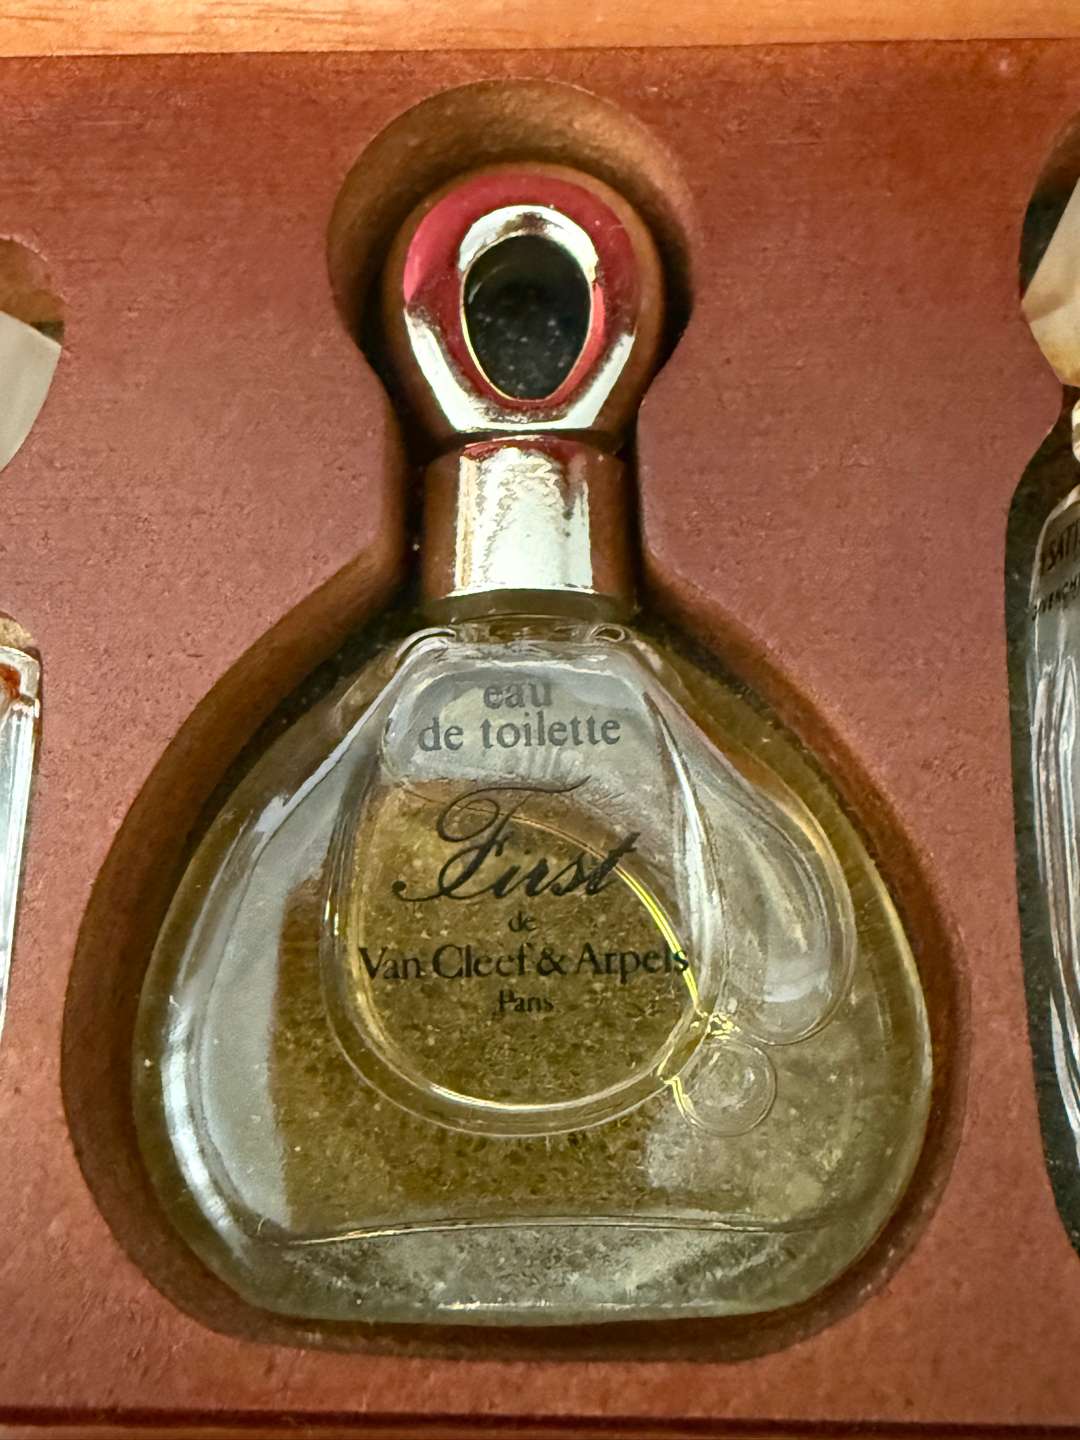 eau
de toilette
First
de
Van Cleef & Arpels
Paris